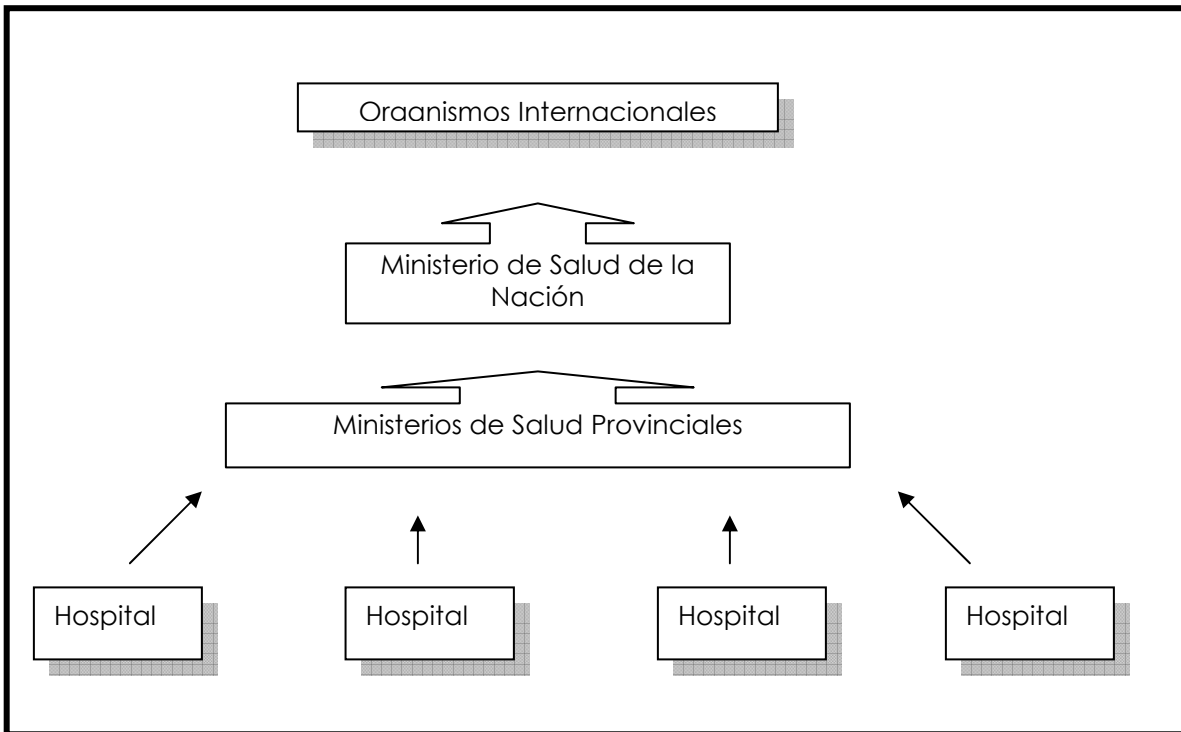 Oraanismos Internacionales
Ministerio de Salud de la
Nación
Ministerios de Salud Provinciales
Hospital Hospital Hospital Hospital